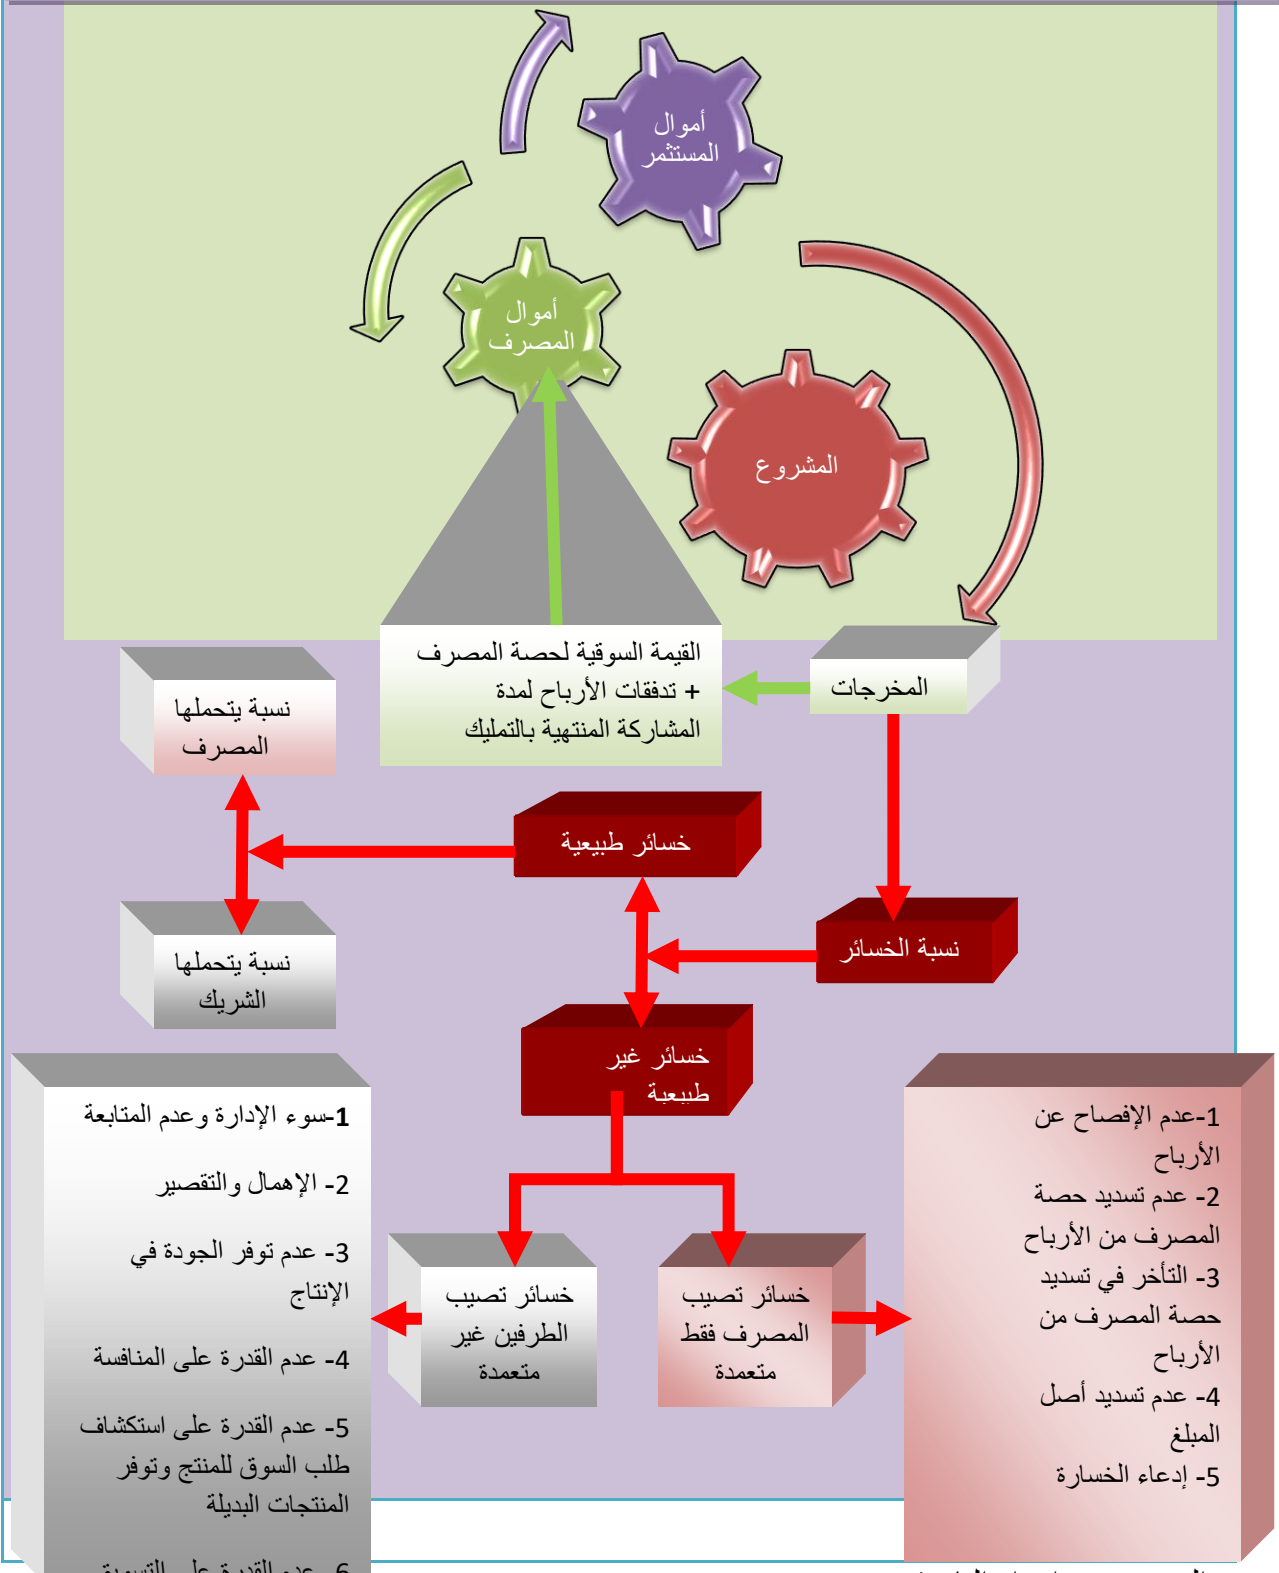 أموال
المستثمر
أموال
المصرف
المشروع
المخرجات
القيمة السوقية لحصة المصرف
+ تدفقات الأرباح لمدة
المشاركة المنتهية بالتمليك
نسبة يتحملها
المصرف
خسائر طبيعية
نسبة الخسائر
نسبة يتحملها
الشريك
خسائر غير
طبيعية
خسائر تصيب
المصرف فقط
متعمدة
خسائر تصيب
الطرفين غير
متعمدة
1-عدم الإفصاح عن
الأرباح
2- عدم تسديد حصة
المصرف من الأرباح
3- التأخر في تسديد
حصة المصرف من
الأرباح
4- عدم تسديد أصل
المبلغ
5- إدعاء الخسارة
1-سوء الإدارة وعدم المتابعة
2- الإهمال والتقصير
3- عدم توفر الجودة في
الإنتاج
4- عدم القدرة على المنافسة
5- عدم القدرة على استكشاف
طلب السوق للمنتج وتوفر
المنتجات البديلة
6- عدم القدرة على